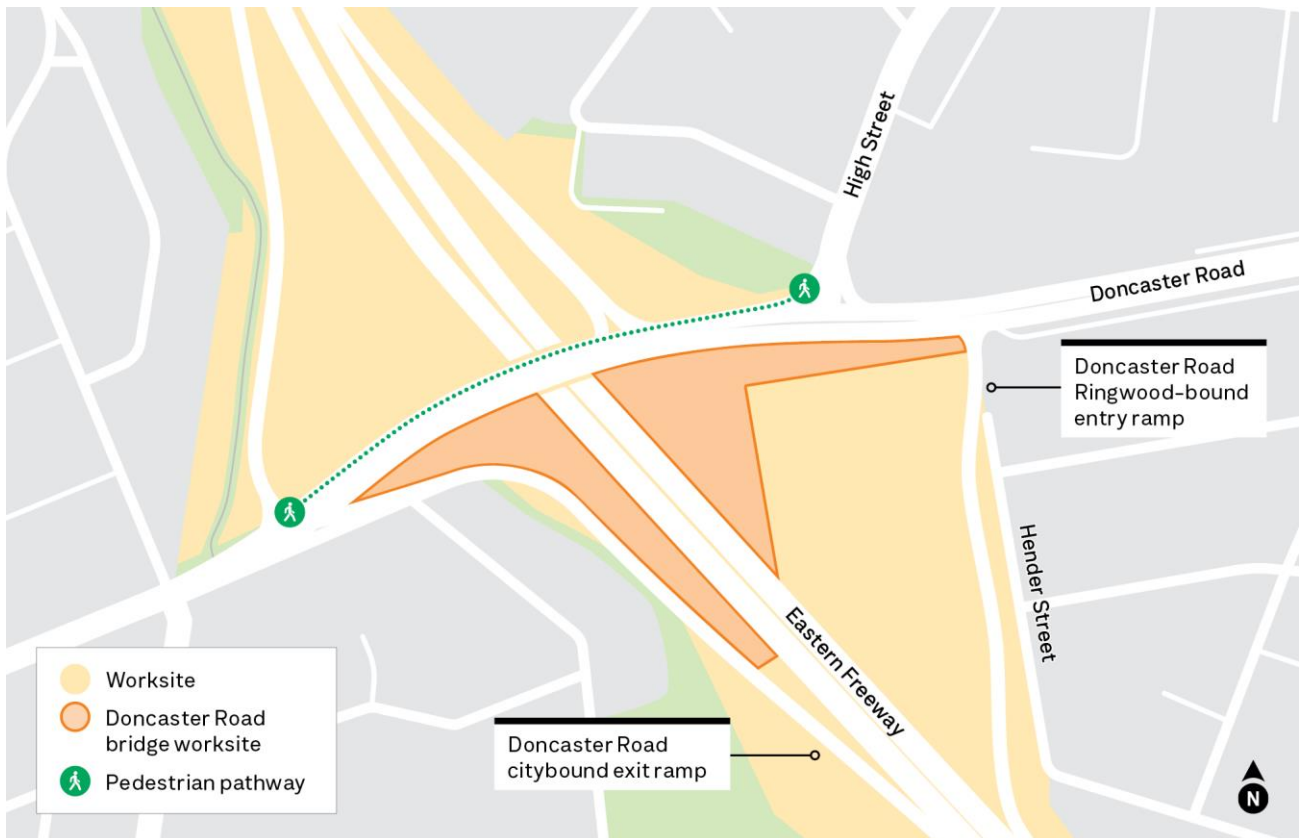 High Street
Doncaster Road
Doncaster Road
Ringwood-bound
entry ramp
Hender Street
Eastern Freeway
Doncaster Road
citybound exit ramp
Worksite
Doncaster Road
bridge worksite
Pedestrian pathway
N